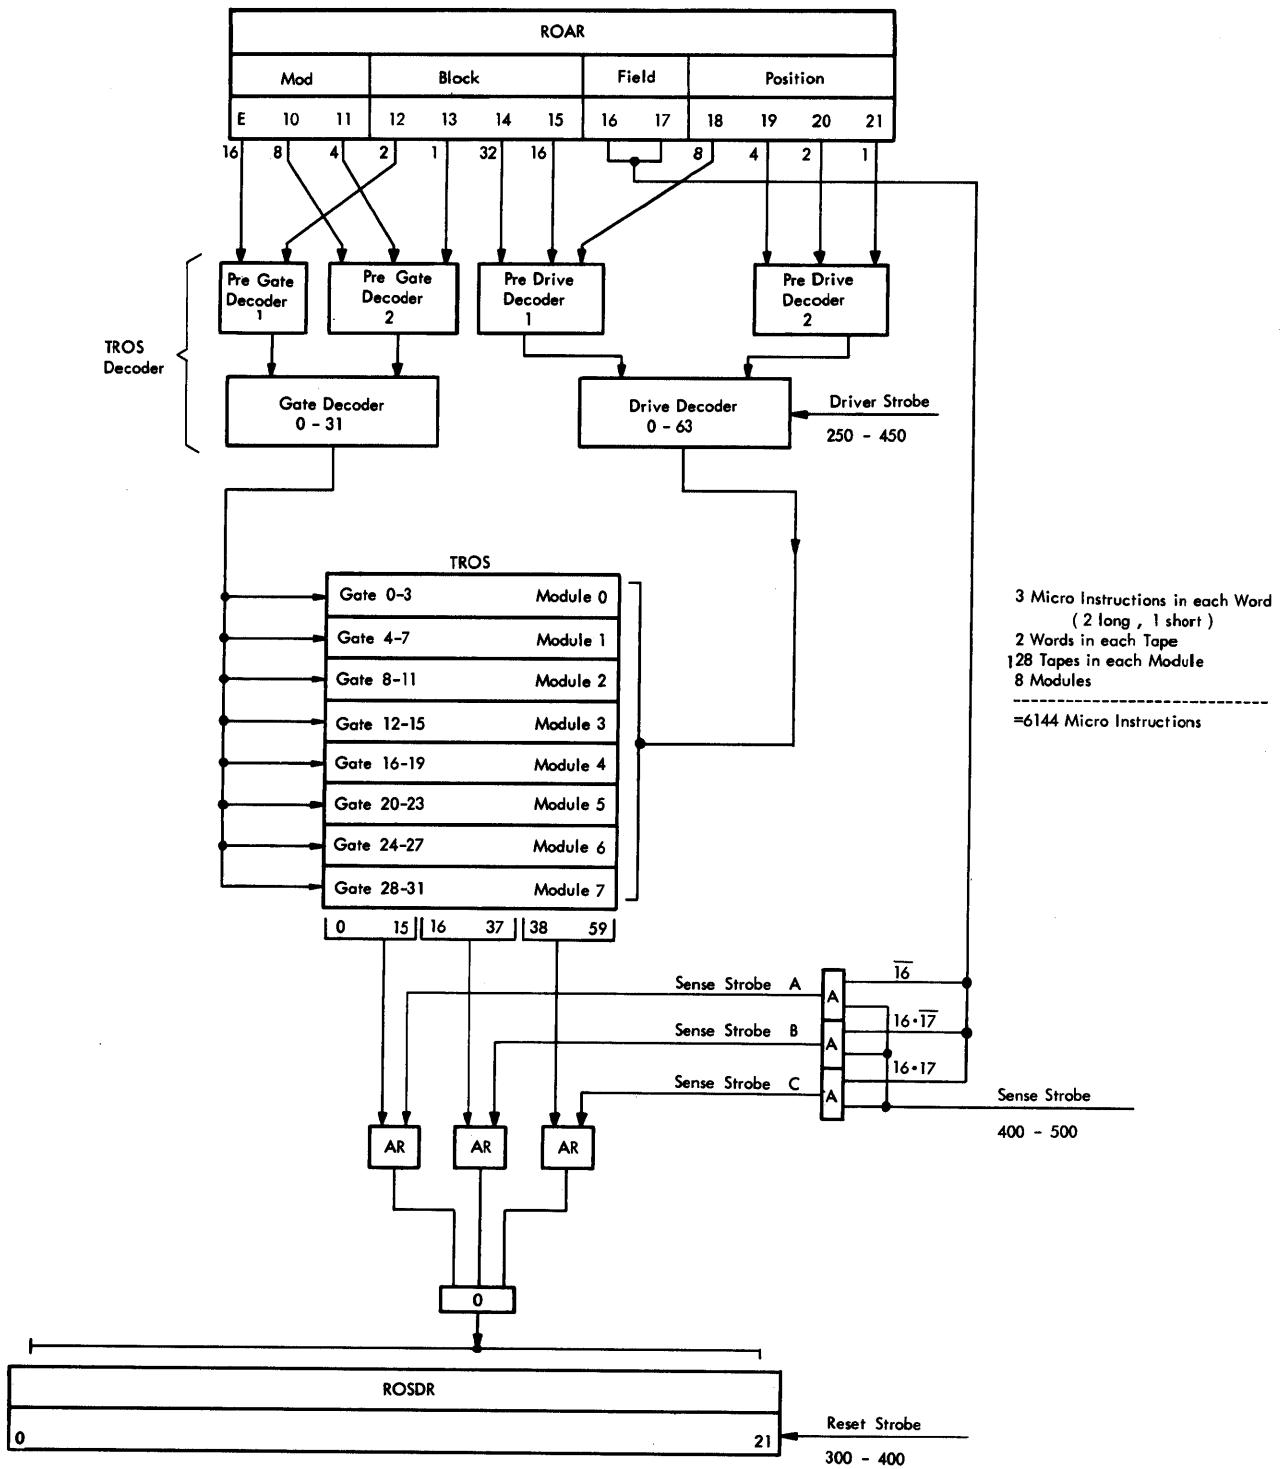 ROAR
Mod Block Field Position
E 10 11 12 13 14 15 16 17 18 19 20 21
16 8 4 2 1 32 16 8 4 2 1
Pre Gate
Decoder
1
Pre Gate
Decoder
2
Pre Drive
Decoder
1
Pre Drive
Decoder
2
TROS
Decoder
Gate Decoder
0 - 31
Drive Decoder
0 - 63
Driver Strobe
250 - 450
TROS
Gate 0-3 Module 0
Gate 4-7 Module 1
Gate 8-11 Module 2
Gate 12-15 Module 3
Gate 16-19 Module 4
Gate 20-23 Module 5
Gate 24-27 Module 6
Gate 28-31 Module 7
3 Micro Instructions in each Word
( 2 long , 1 short )
2 Words in each Tape
128 Tapes in each Module
8 Modules
------------------------------
=6144 Micro Instructions
0 15 16 37 38 59
Sense Strobe A
A
1̅6̅
Sense Strobe B
A
16•1̅7̅
Sense Strobe C
A
16•17
Sense Strobe
400 - 500
AR AR AR
0
ROSDR
0 21
Reset Strobe
300 - 400